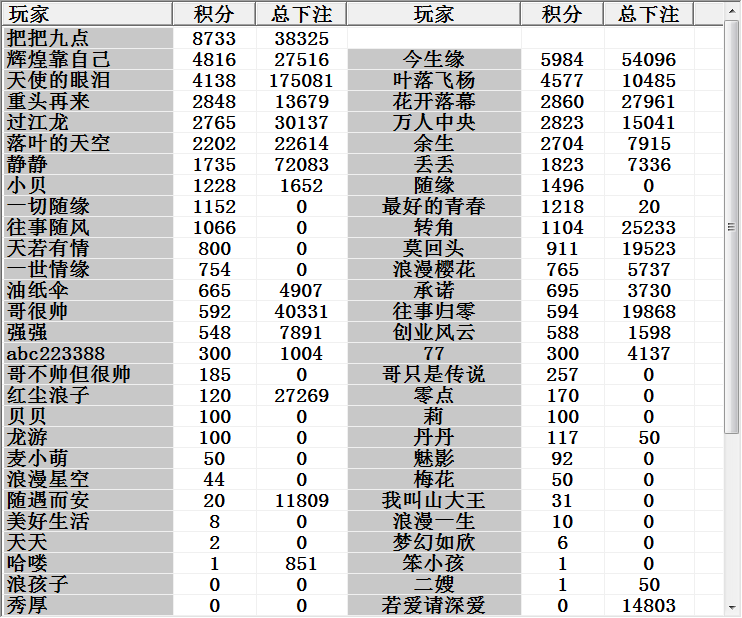 玩家 积分 总下注 玩家 积分 总下注
把把九点 8733 38325
辉煌靠自己 4816 27516 今生缘 5984 54096
天使的眼泪 4138 175081 叶落飞杨 4577 10485
重头再来 2848 13679 花开落幕 2860 27961
过江龙 2765 30137 万人中央 2823 15041
落叶的天空 2202 22614 余生 2704 7915
静静 1735 72083 丢丢 1823 7336
小贝 1228 1652 随缘 1496 0
一切随缘 1152 0 最好的青春 1218 20
往事随风 1066 0 转角 1104 25233
天若有情 800 0 莫回头 911 19523
一世情缘 754 0 浪漫樱花 765 5737
油纸伞 665 4907 承诺 695 3730
哥很帅 592 40331 往事归零 594 19868
强强 548 7891 创业风云 588 1598
abc223388 300 1004 77 300 4137
哥不帅但很帅 185 0 哥只是传说 257 0
红尘浪子 120 27269 零点 170 0
贝贝 100 0 莉 100 0
龙游 100 0 丹丹 117 50
麦小萌 50 0 魅影 92 0
浪漫星空 44 0 梅花 50 0
随遇而安 20 11809 我叫山大王 31 0
美好生活 8 0 浪漫一生 10 0
天天 2 0 梦幻如欣 6 0
哈喽 1 851 笨小孩 1 0
浪孩子 0 0 二嫂 1 50
秀厚 0 0 若爱请深爱 0 14803